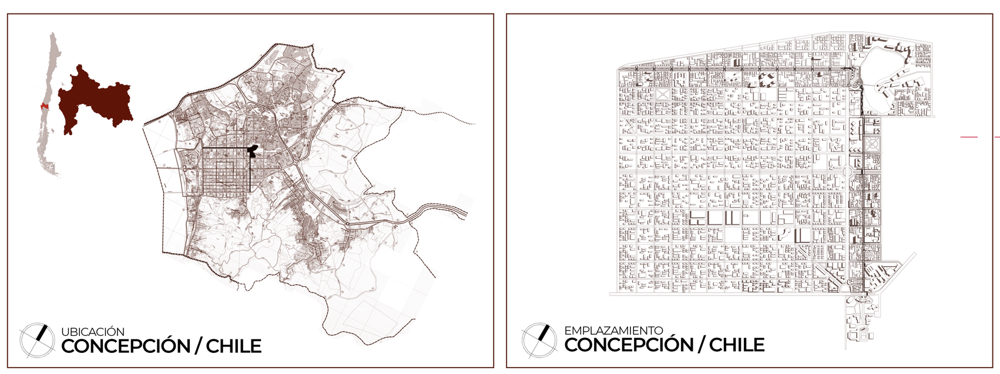 UBICACIÓN
CONCEPCIÓN / CHILE
EMPLAZAMIENTO
CONCEPCIÓN / CHILE